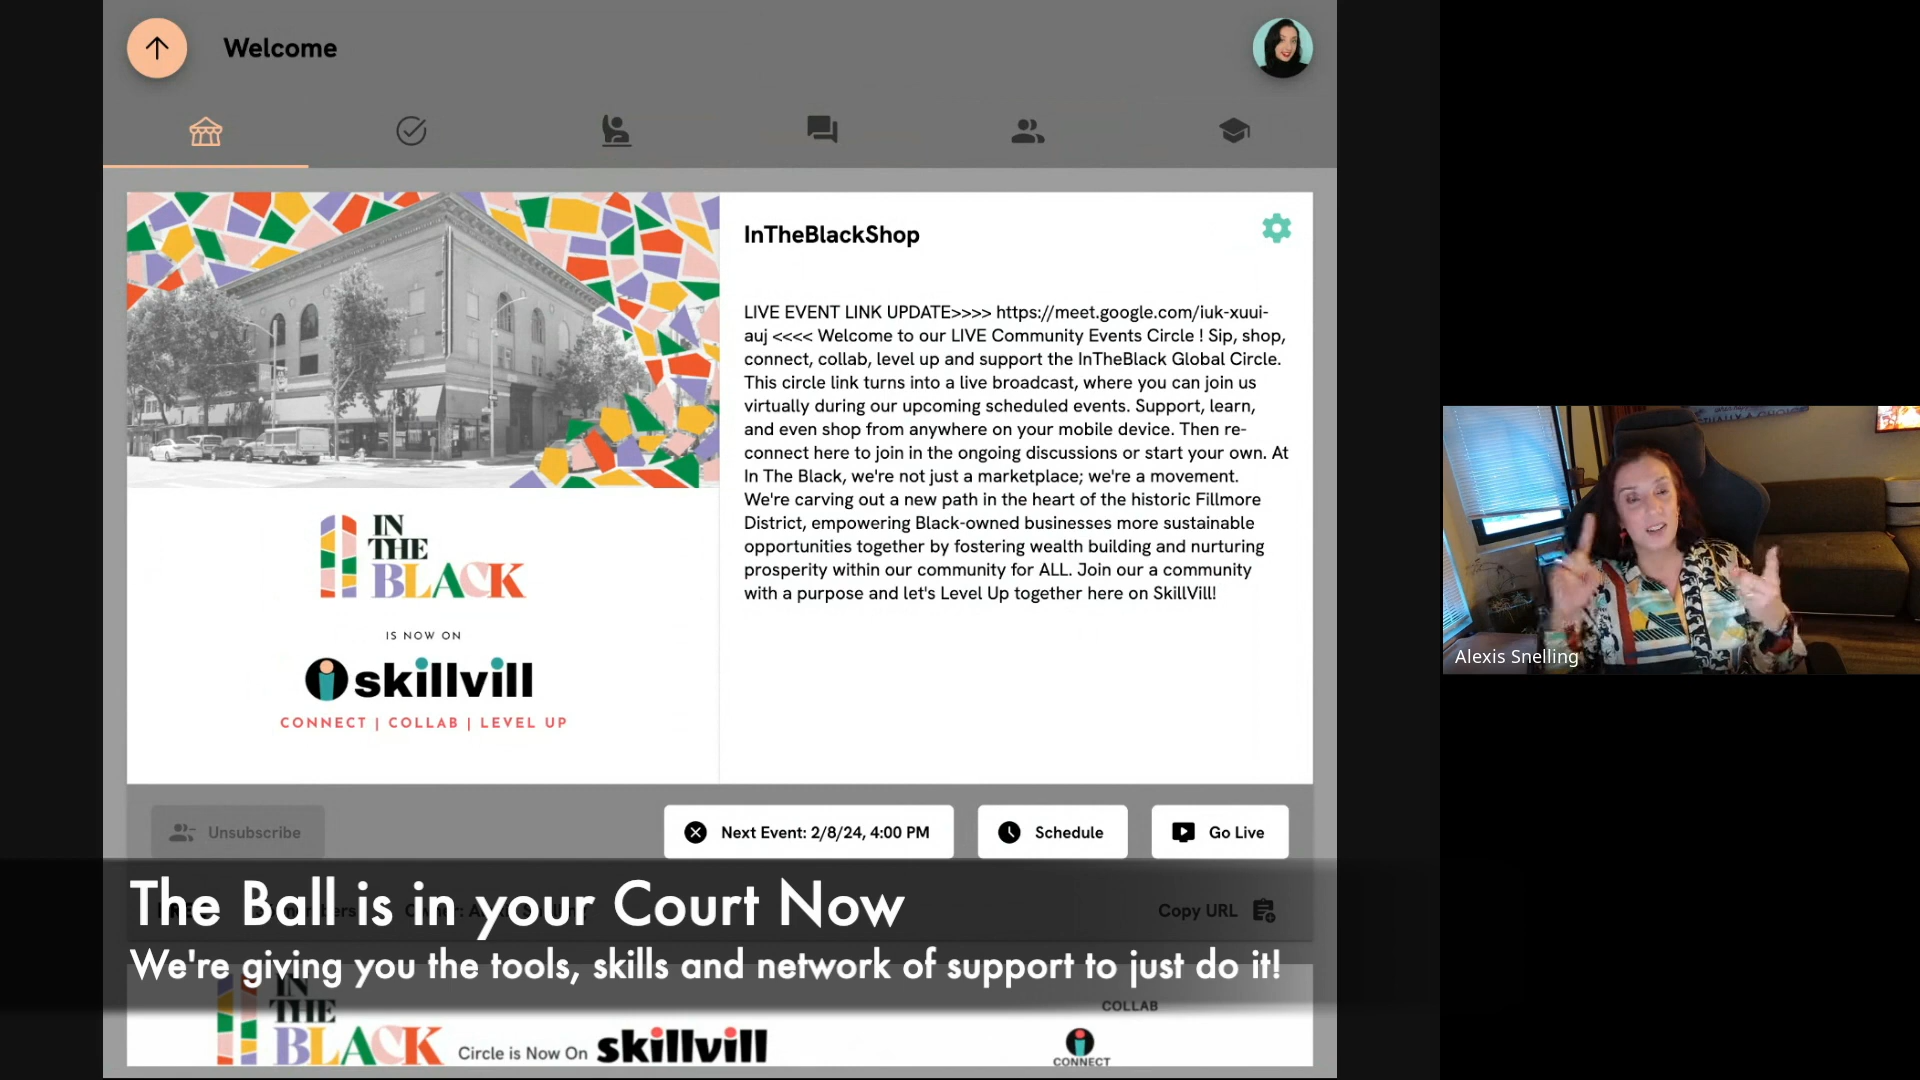 Welcome
InTheBlackShop
LIVE EVENT LINK UPDATE>>>> https://meet.google.com/iuk-xuui-
auj <<<< Welcome to our LIVE Community Events Circle ! Sip, shop,
connect, collab, level up and support the InTheBlack Global Circle.
This circle link turns into a live broadcast, where you can join us
virtually during our upcoming scheduled events. Support, learn,
and even shop from anywhere on your mobile device. Then re-
connect here to join in the ongoing discussions or start your own. At
In The Black, we're not just a marketplace; we're a movement.
We're carving out a new path in the heart of the historic Fillmore
District, empowering Black-owned businesses more sustainable
opportunities together by fostering wealth building and nurturing
prosperity within our community for ALL. Join our a community
with a purpose and let's Level Up together here on SkillVill!
IN
THE
BLACK
IS NOW ON
skillvill
CONNECT | COLLAB | LEVEL UP
Unsubscribe
Next Event: 2/8/24, 4:00 PM
Schedule
Go Live
The Ball is in your Court Now
Copy URL
We're giving you the tools, skills and network of support to just do it!
IN
THE
BLACK
Circle is Now On skillvill
COLLAB
CONNECT
Alexis Snelling